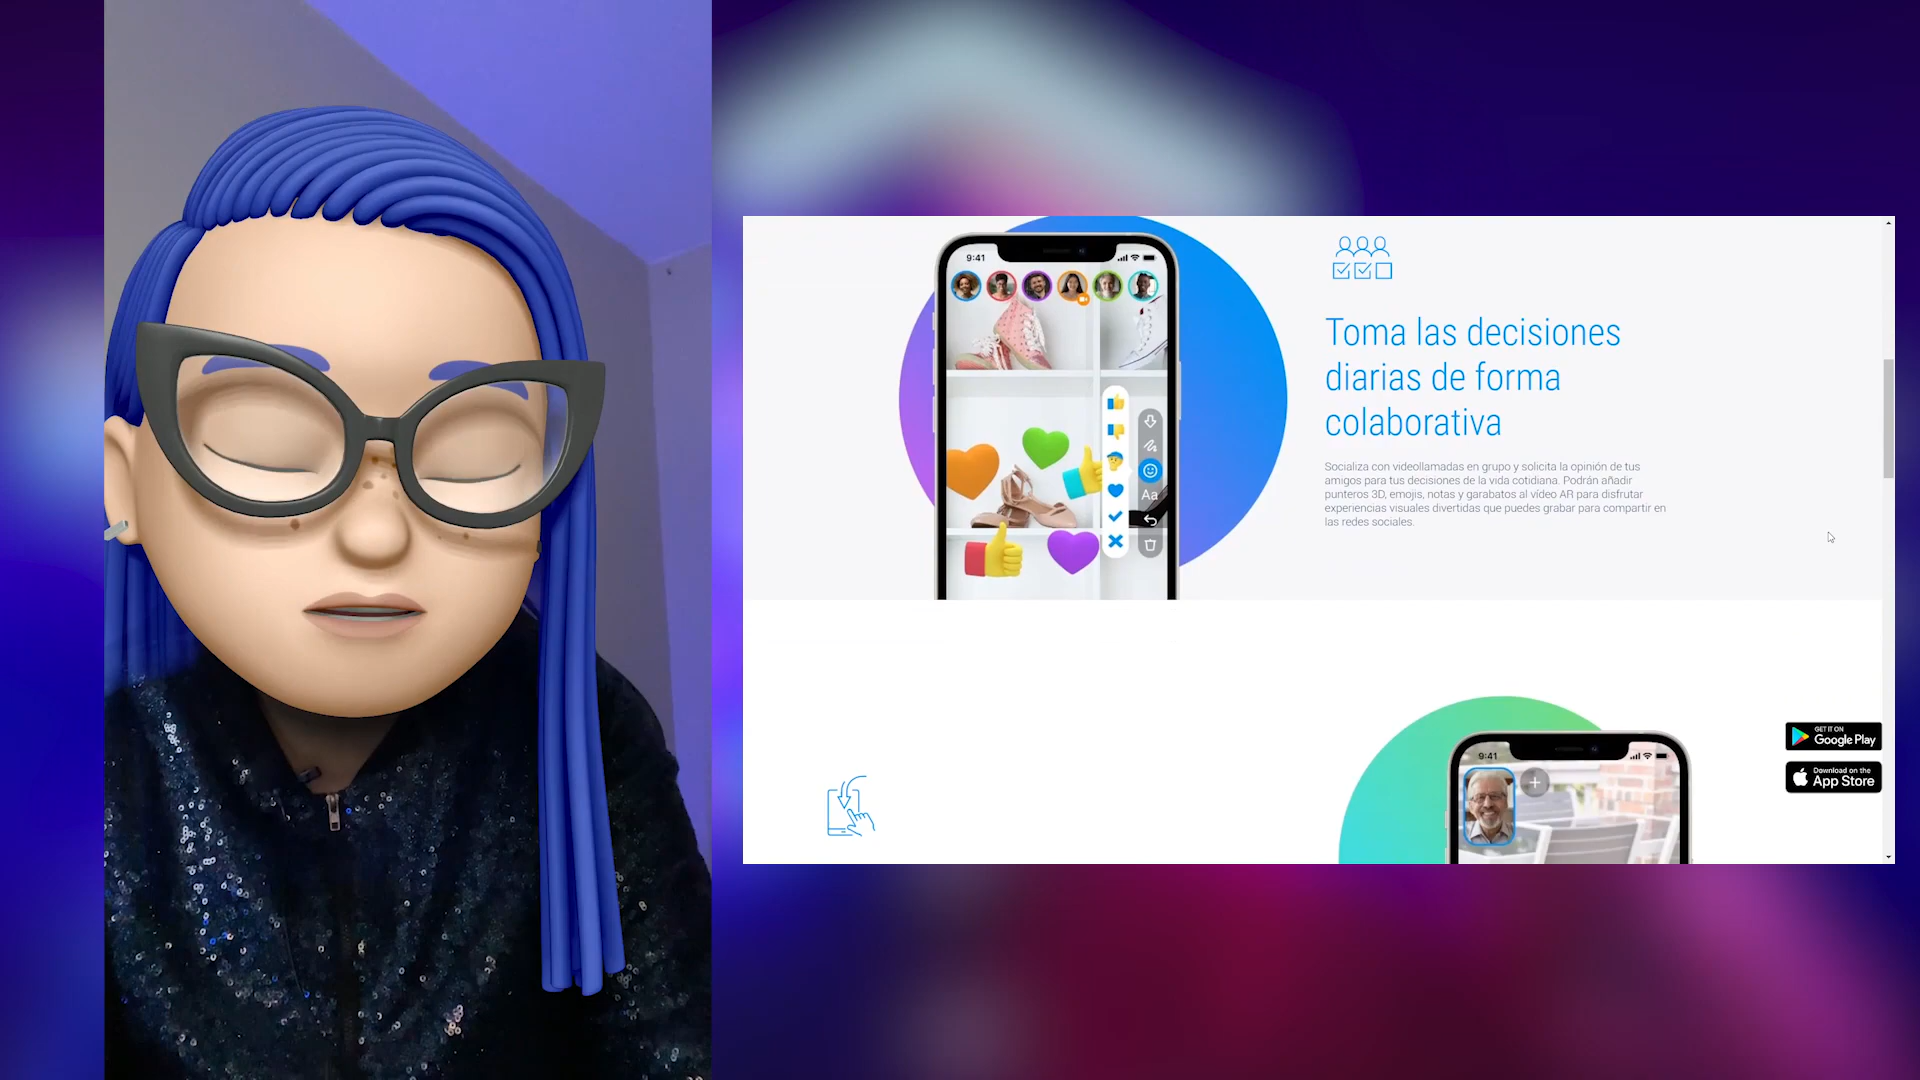 9:41
Aa
Toma las decisiones
diarias de forma
colaborativa
Socializa con videollamadas en grupo y solicita la opinión de tus
amigos para tus decisiones de la vida cotidiana. Podrán añadir
punteros 3D, emojis, notas y garabatos al vídeo AR para disfrutar
experiencias visuales divertidas que puedes grabar para compartir en
las redes sociales.
GET IT ON
Google Play
Download on the
App Store
9:41